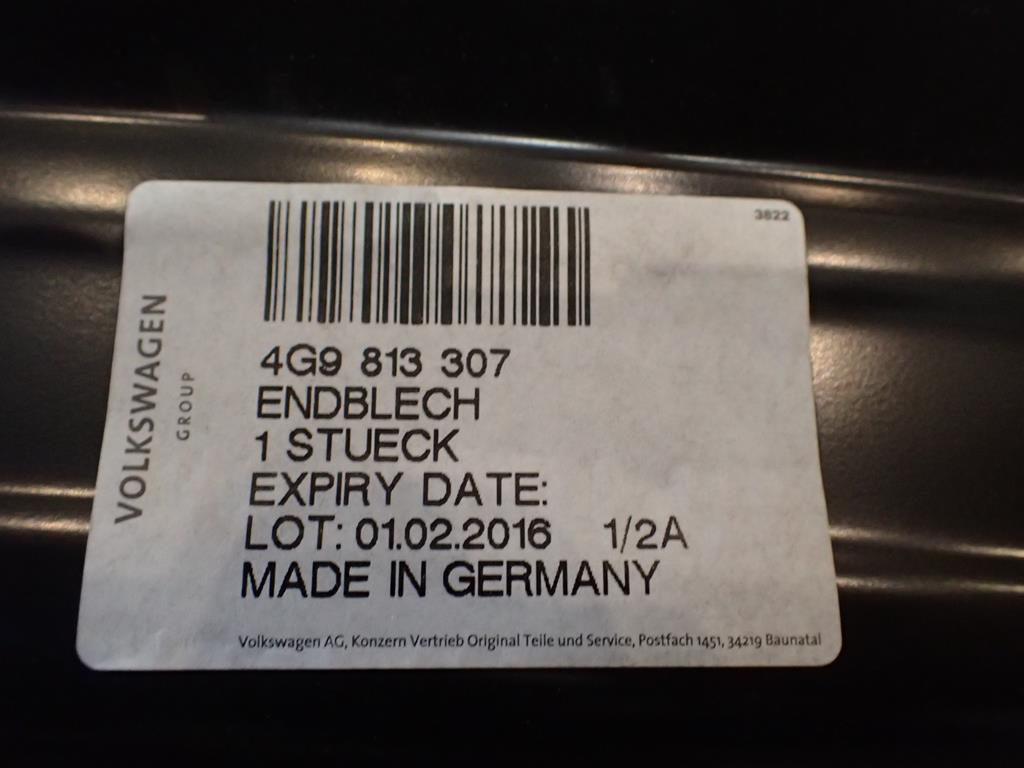 3822
VOLKSWAGEN
GROUP
4G9 813 307
ENDBLECH
1 STUECK
EXPIRY DATE:
LOT: 01.02.2016 1/2A
MADE IN GERMANY
Volkswagen AG, Konzern Vertrieb Original Teile und Service, Postfach 1451, 34219 Baunatal